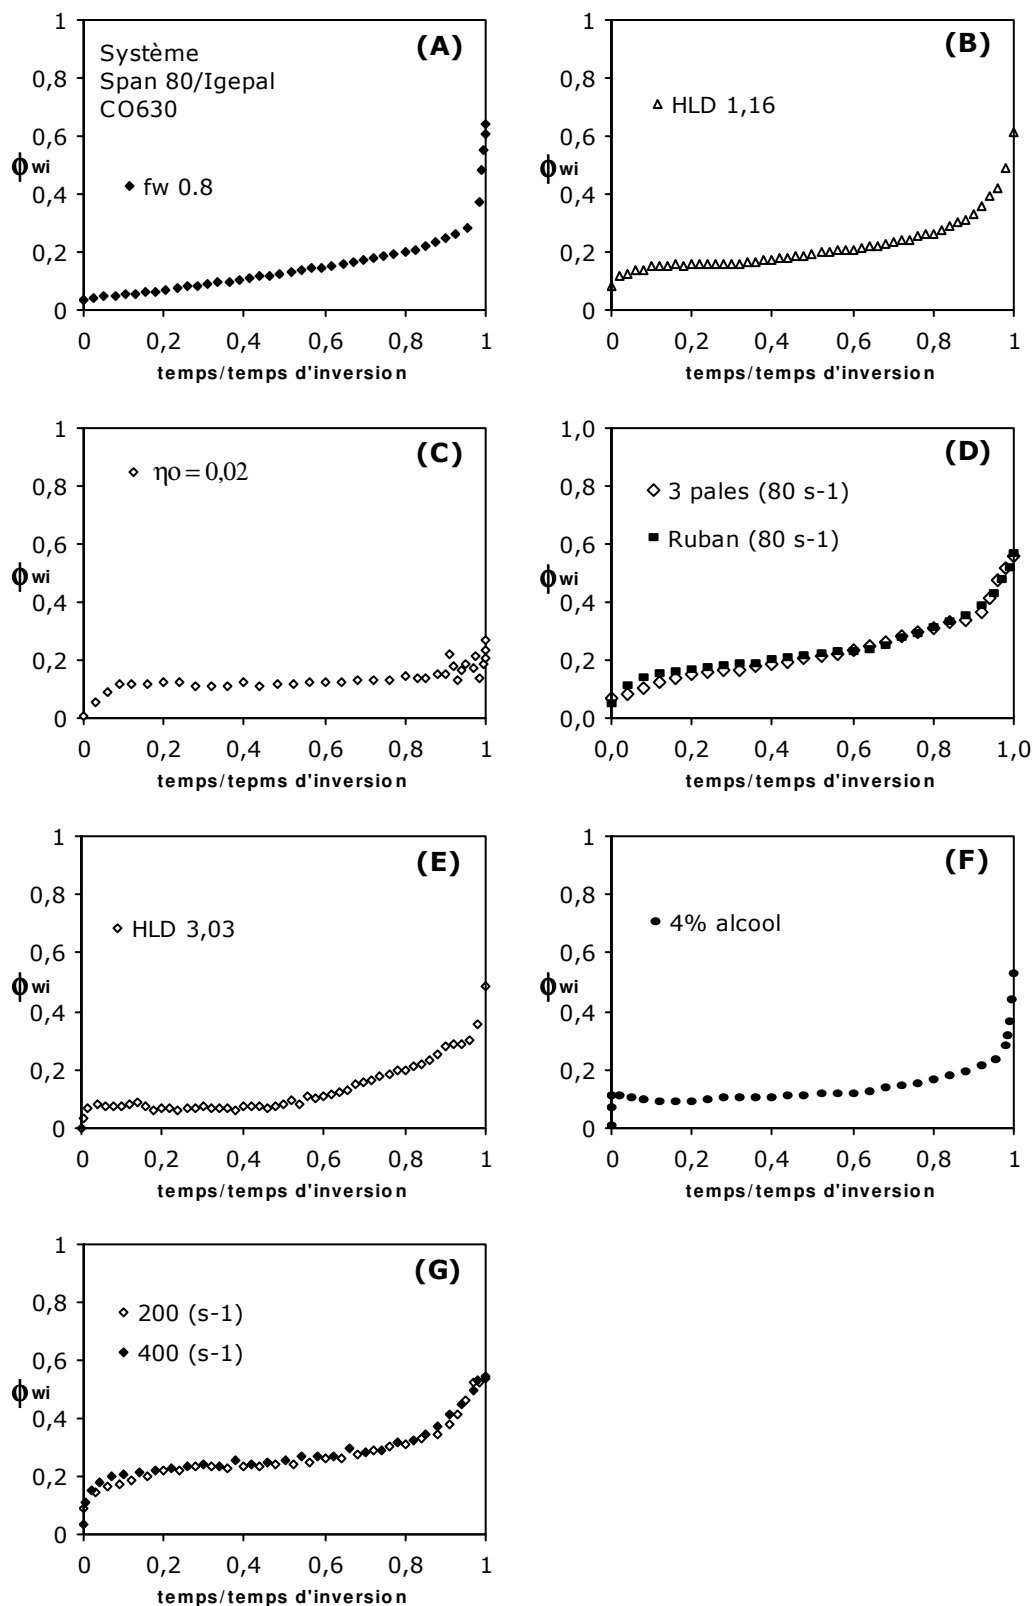 (A)
Système
Span 80/Igepal
CO630
fw 0.8
ϕwi
1
0,8
0,6
0,4
0,2
0
0 0,2 0,4 0,6 0,8 1
temps/temps d'inversion
(B)
HLD 1,16
ϕwi
1
0,8
0,6
0,4
0,2
0
0 0,2 0,4 0,6 0,8 1
temps/temps d'inversion
(C)
ηo = 0,02
ϕwi
1
0,8
0,6
0,4
0,2
0
0 0,2 0,4 0,6 0,8 1
temps/tepms d'inversion
(D)
3 pales (80 s-1)
Ruban (80 s-1)
ϕwi
1,0
0,8
0,6
0,4
0,2
0,0
0,0 0,2 0,4 0,6 0,8 1,0
temps/temps d'inversion
(E)
HLD 3,03
ϕwi
1
0,8
0,6
0,4
0,2
0
0 0,2 0,4 0,6 0,8 1
temps/temps d'inversion
(F)
4% alcool
ϕwi
1
0,8
0,6
0,4
0,2
0
0 0,2 0,4 0,6 0,8 1
temps/temps d'inversion
(G)
200 (s-1)
400 (s-1)
ϕwi
1
0,8
0,6
0,4
0,2
0
0 0,2 0,4 0,6 0,8 1
temps/temps d'inversion